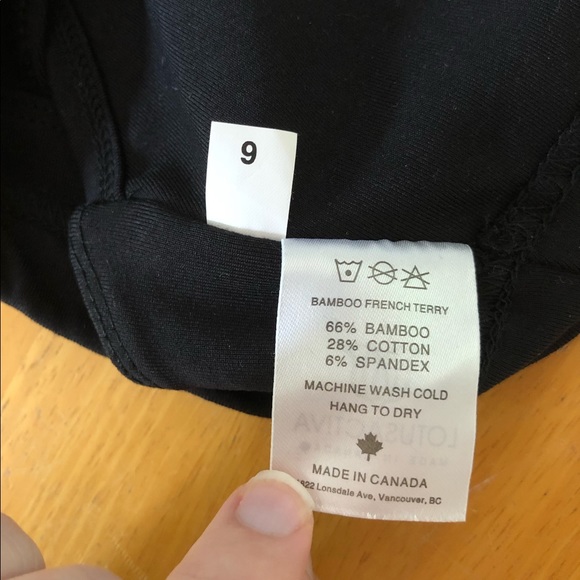 9
BAMBOO FRENCH TERRY
66% BAMBOO
28% COTTON
6% SPANDEX
MACHINE WASH COLD
HANG TO DRY
MADE IN CANADA
Lonsdale Ave, Vancouver, BC